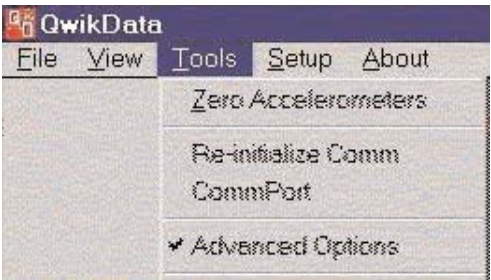 QwikData
File View Tools Setup About
Zero Accelerometers
Re-initialize Comm
CommPort
✔ Advanced Options